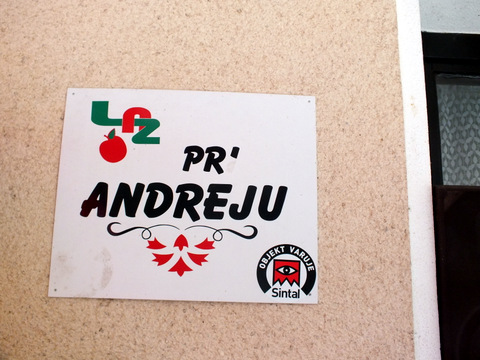 LAZ
PR'
ANDREJU
OBJEKT VARUJE
Sintal